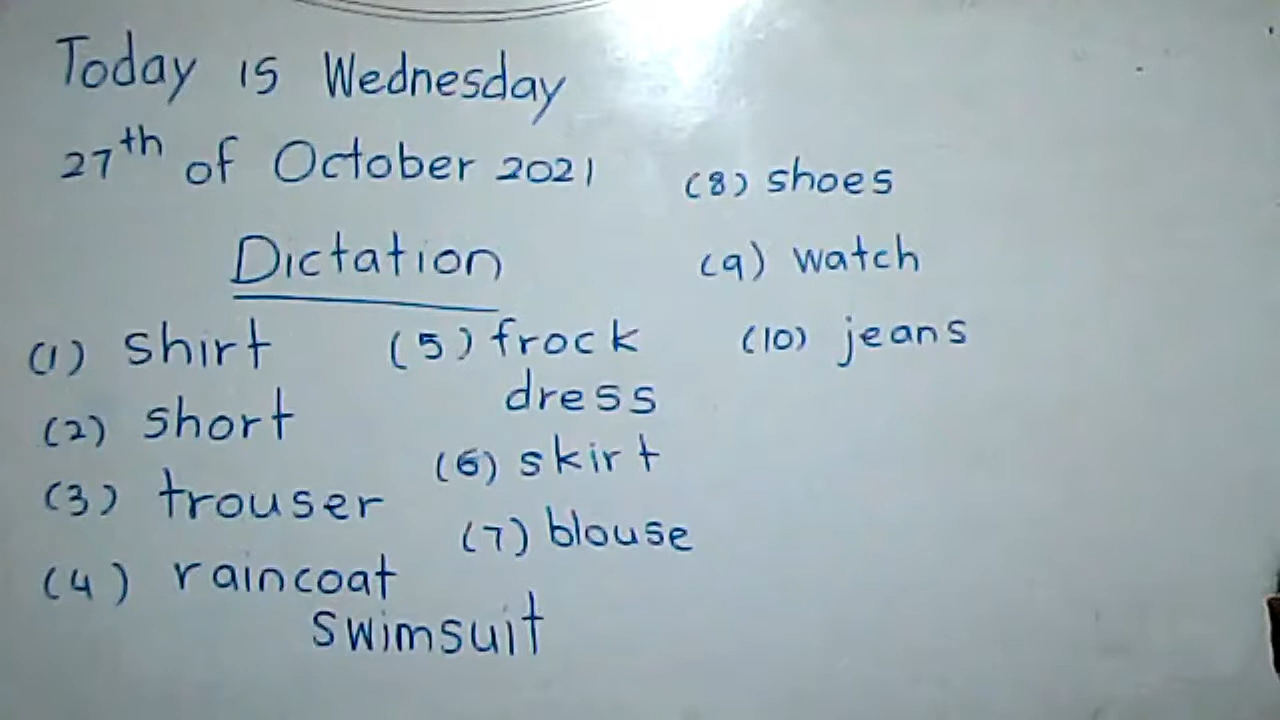 Today is Wednesday
27th of October 2021
Dictation
(1) shirt
(2) short
(3) trouser
(4) raincoat
swimsuit
(5) frock
dress
(6) skirt
(7) blouse
(8) shoes
(9) watch
(10) jeans